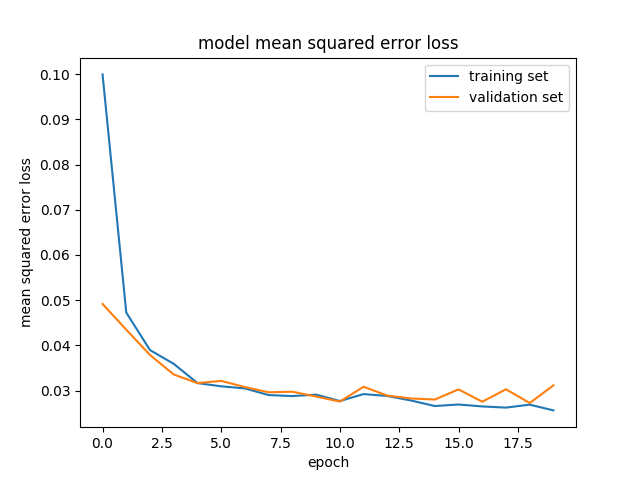 model mean squared error loss
training set
validation set
0.10
0.09
0.08
0.07
0.06
0.05
0.04
0.03
mean squared error loss
0.0 2.5 5.0 7.5 10.0 12.5 15.0 17.5
epoch